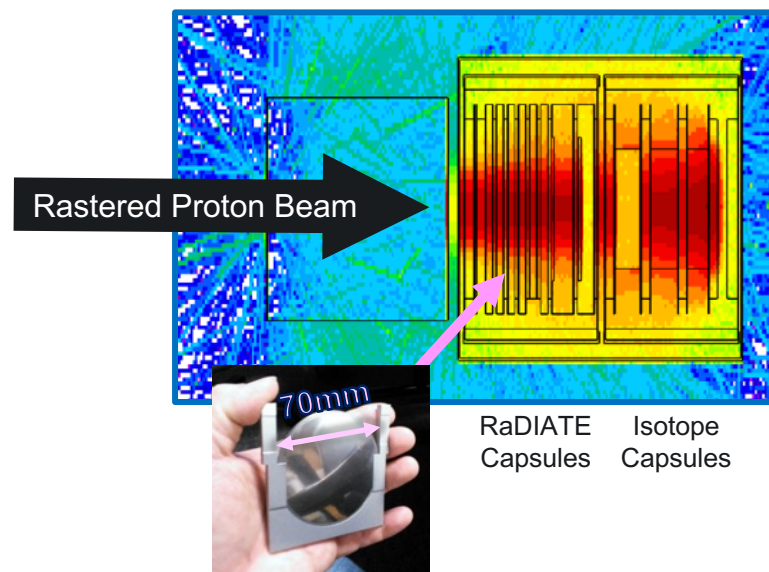 Rastered Proton Beam
70mm
RaDIATE
Capsules
Isotope
Capsules